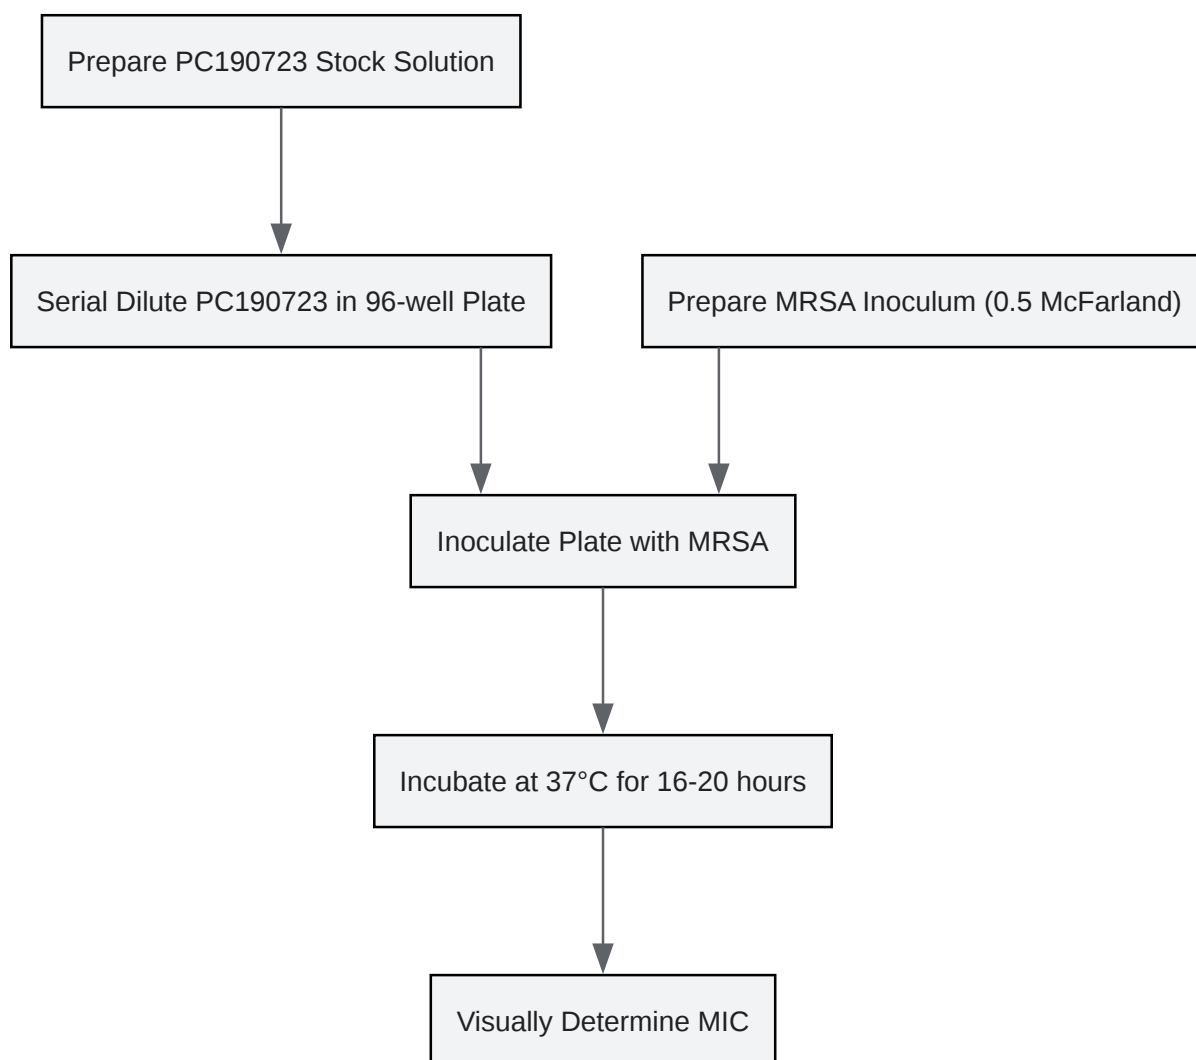 Prepare PC190723 Stock Solution
Serial Dilute PC190723 in 96-well Plate
Prepare MRSA Inoculum (0.5 McFarland)
Inoculate Plate with MRSA
Incubate at 37°C for 16-20 hours
Visually Determine MIC